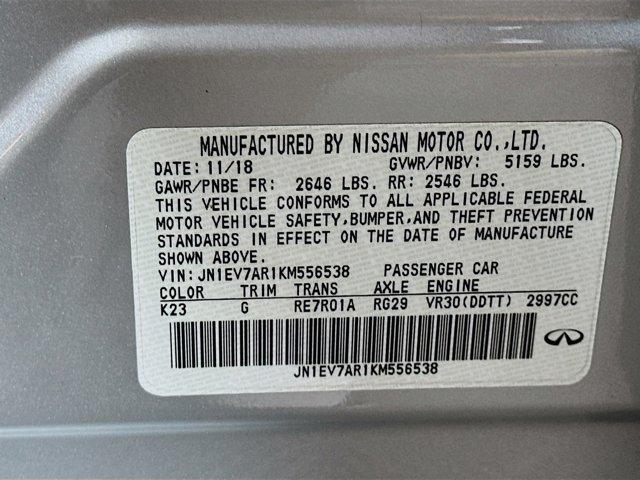 MANUFACTURED BY NISSAN MOTOR CO.,LTD.
DATE: 11/18 GVWR/PNBV: 5159 LBS.
GAWR/PNBE FR: 2646 LBS. RR: 2546 LBS.
THIS VEHICLE CONFORMS TO ALL APPLICABLE FEDERAL
MOTOR VEHICLE SAFETY,BUMPER,AND THEFT PREVENTION
STANDARDS IN EFFECT ON THE DATE OF MANUFACTURE
SHOWN ABOVE.
VIN: JN1EV7AR1KM556538 PASSENGER CAR
COLOR TRIM TRANS AXLE ENGINE
K23 G RE7R01A RG29 VR30(DDTT) 2997CC
JN1EV7AR1KM556538